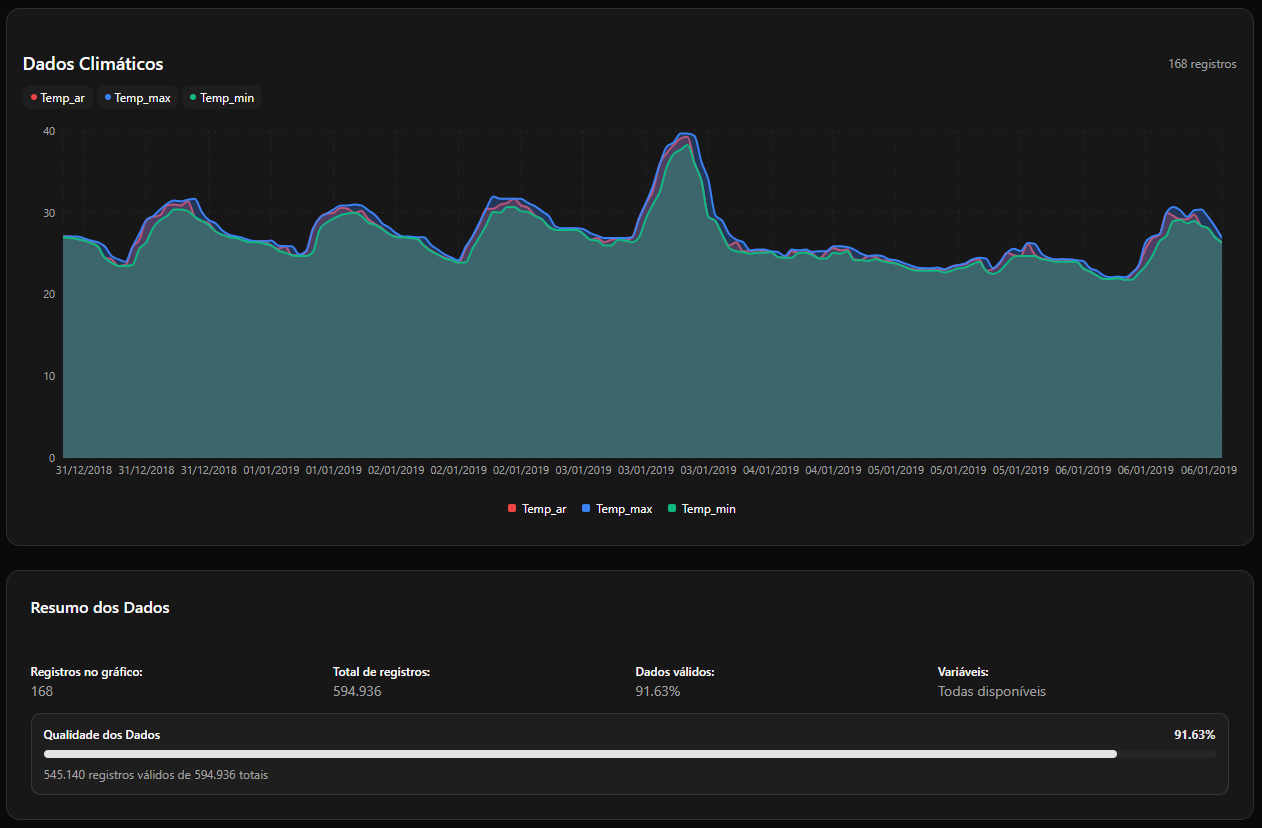 Dados Climáticos
168 registros
Temp_ar Temp_max Temp_min
40
30
20
10
0
31/12/2018 31/12/2018 31/12/2018 01/01/2019 01/01/2019 02/01/2019 02/01/2019 02/01/2019 03/01/2019 03/01/2019 03/01/2019 04/01/2019 04/01/2019 05/01/2019 05/01/2019 05/01/2019 06/01/2019 06/01/2019 06/01/2019
Temp_ar Temp_max Temp_min
Resumo dos Dados
Registros no gráfico:
168
Total de registros:
594.936
Dados válidos:
91.63%
Variáveis:
Todas disponíveis
Qualidade dos Dados
91.63%
545.140 registros válidos de 594.936 totais